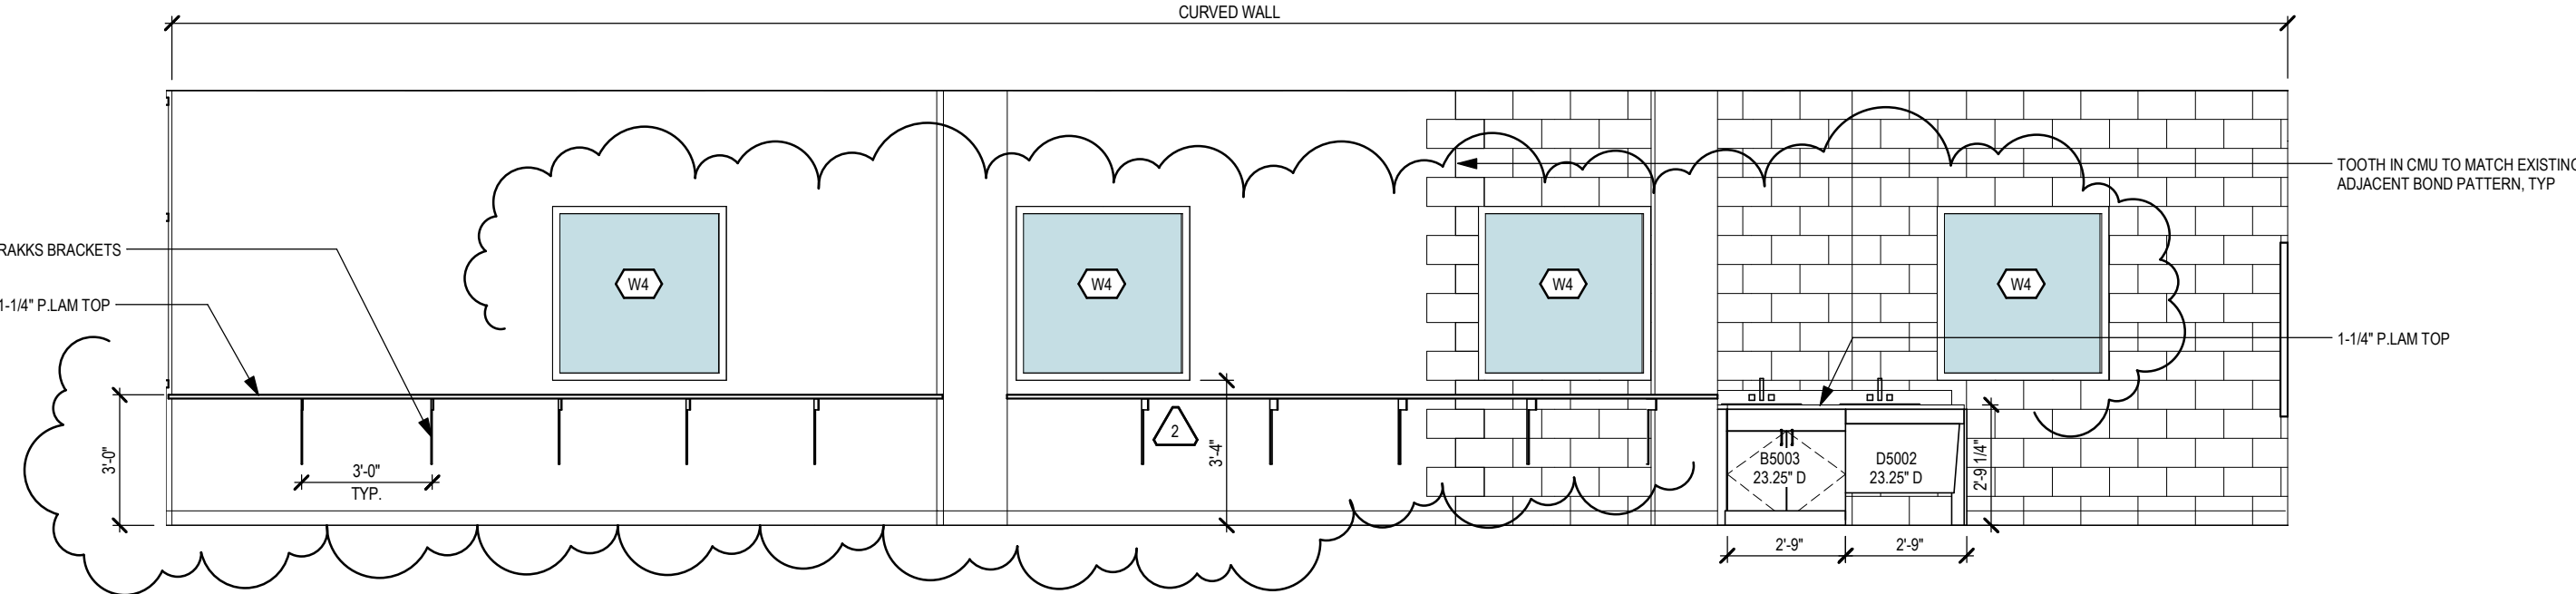 CURVED WALL
TOOTH IN CMU TO MATCH EXISTING
ADJACENT BOND PATTERN, TYP
RAKKS BRACKETS
W4
W4
W4
W4
1-1/4" P.LAM TOP
1-1/4" P.LAM TOP
2
3'-0"
3'-4"
2'-9 1/4"
3'-0"
TYP.
B5003
23.25" D
D5002
23.25" D
2'-9"
2'-9"